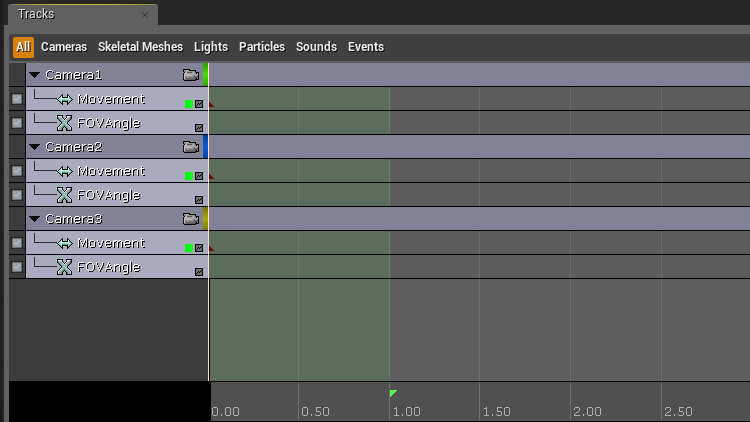 Tracks
All Cameras Skeletal Meshes Lights Particles Sounds Events
Camera1
Movement
FOVAngle
Camera2
Movement
FOVAngle
Camera3
Movement
FOVAngle
0.00 0.50 1.00 1.50 2.00 2.50